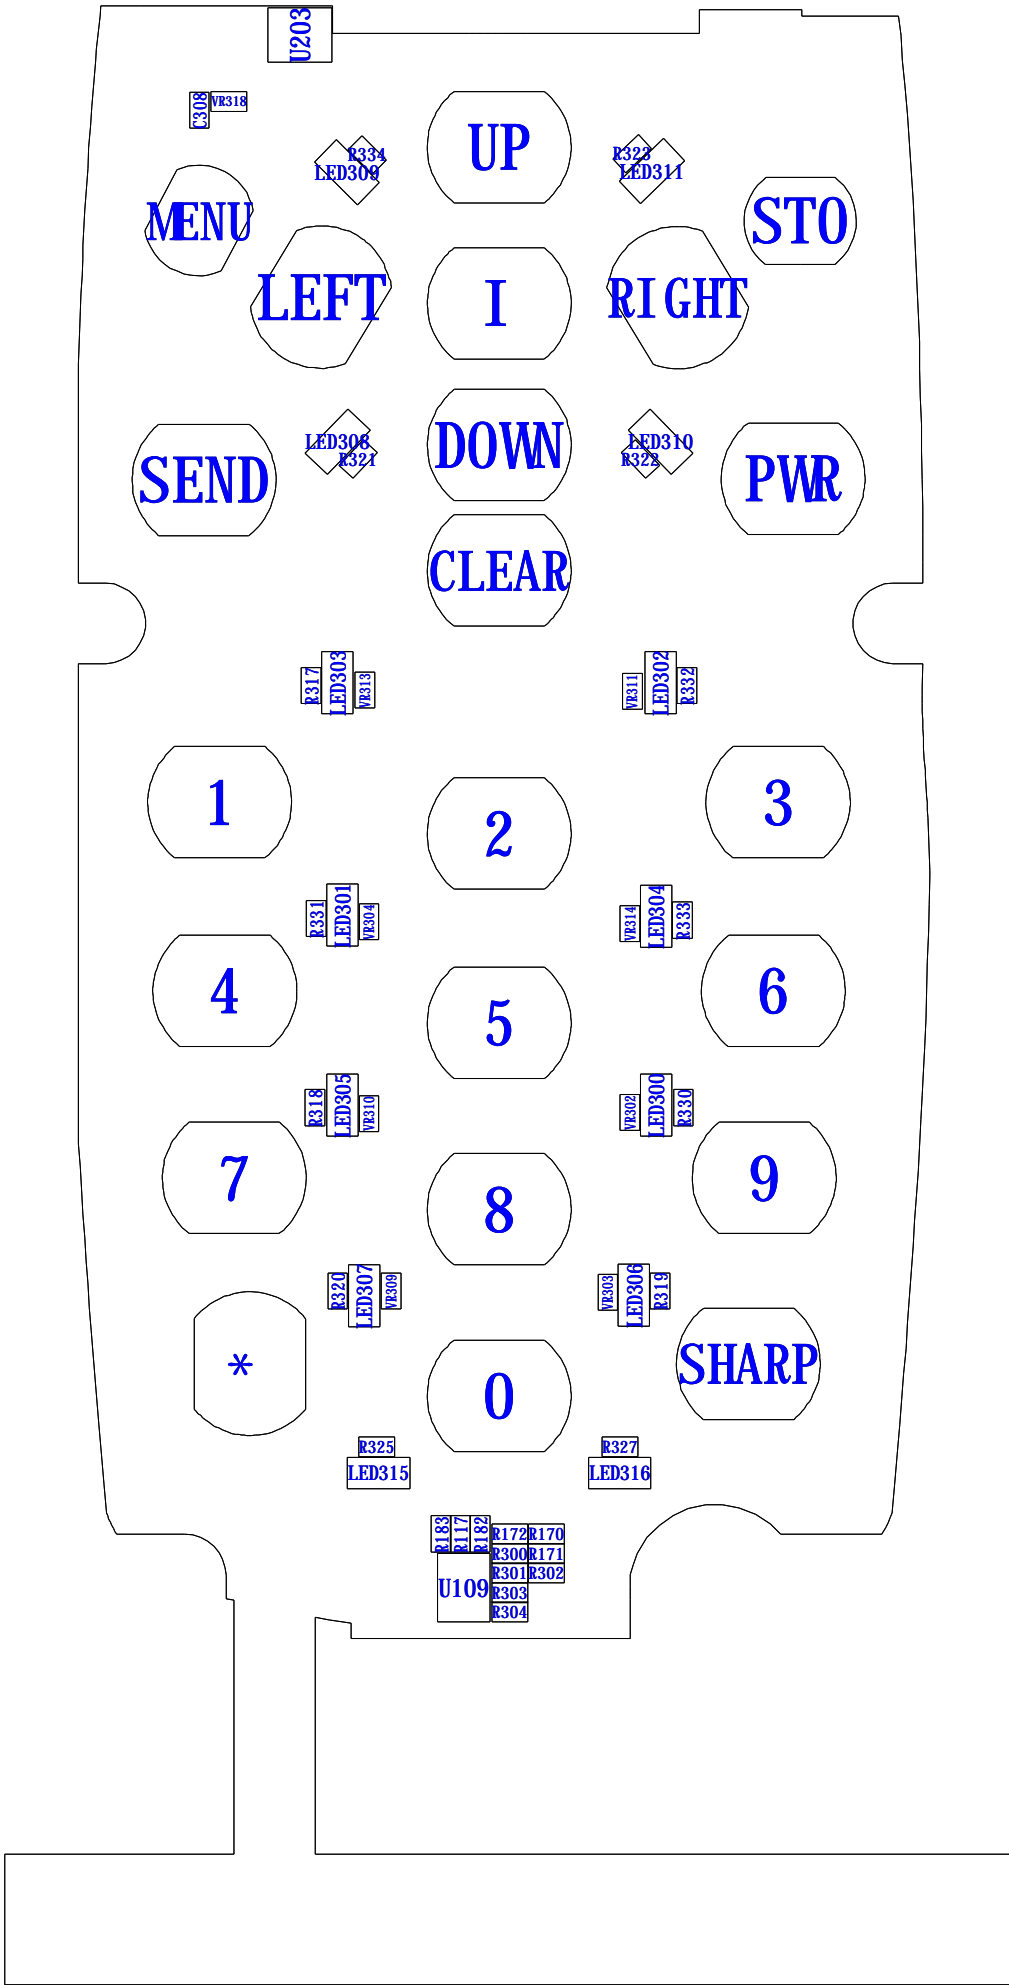 U203
C308
VR318
UP
R334
LED309
R323
LED311
MENU
STO
LEFT
I
RIGHT
LED308
R321
DOWN
LED310
R322
SEND
PWR
CLEAR
R317
LED303
VR313
VR311
LED302
R332
1
2
3
R331
LED301
VR304
VR314
LED304
R333
4
5
6
R318
LED305
VR310
VR302
LED300
R330
7
8
9
R320
LED307
VR309
VR303
LED306
R319
*
0
SHARP
R325
LED315
R327
LED316
R183
R117
R182
R172
R170
R300
R171
R301
R302
R303
R304
U109